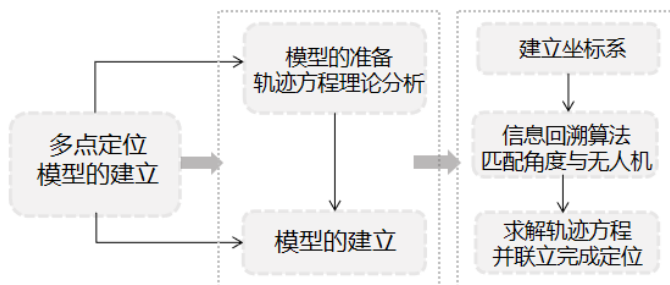 多点定位
模型的建立
模型的准备
轨迹方程理论分析
模型的建立
建立坐标系
信息回溯算法
匹配角度与无人机
求解轨迹方程
并联立完成定位